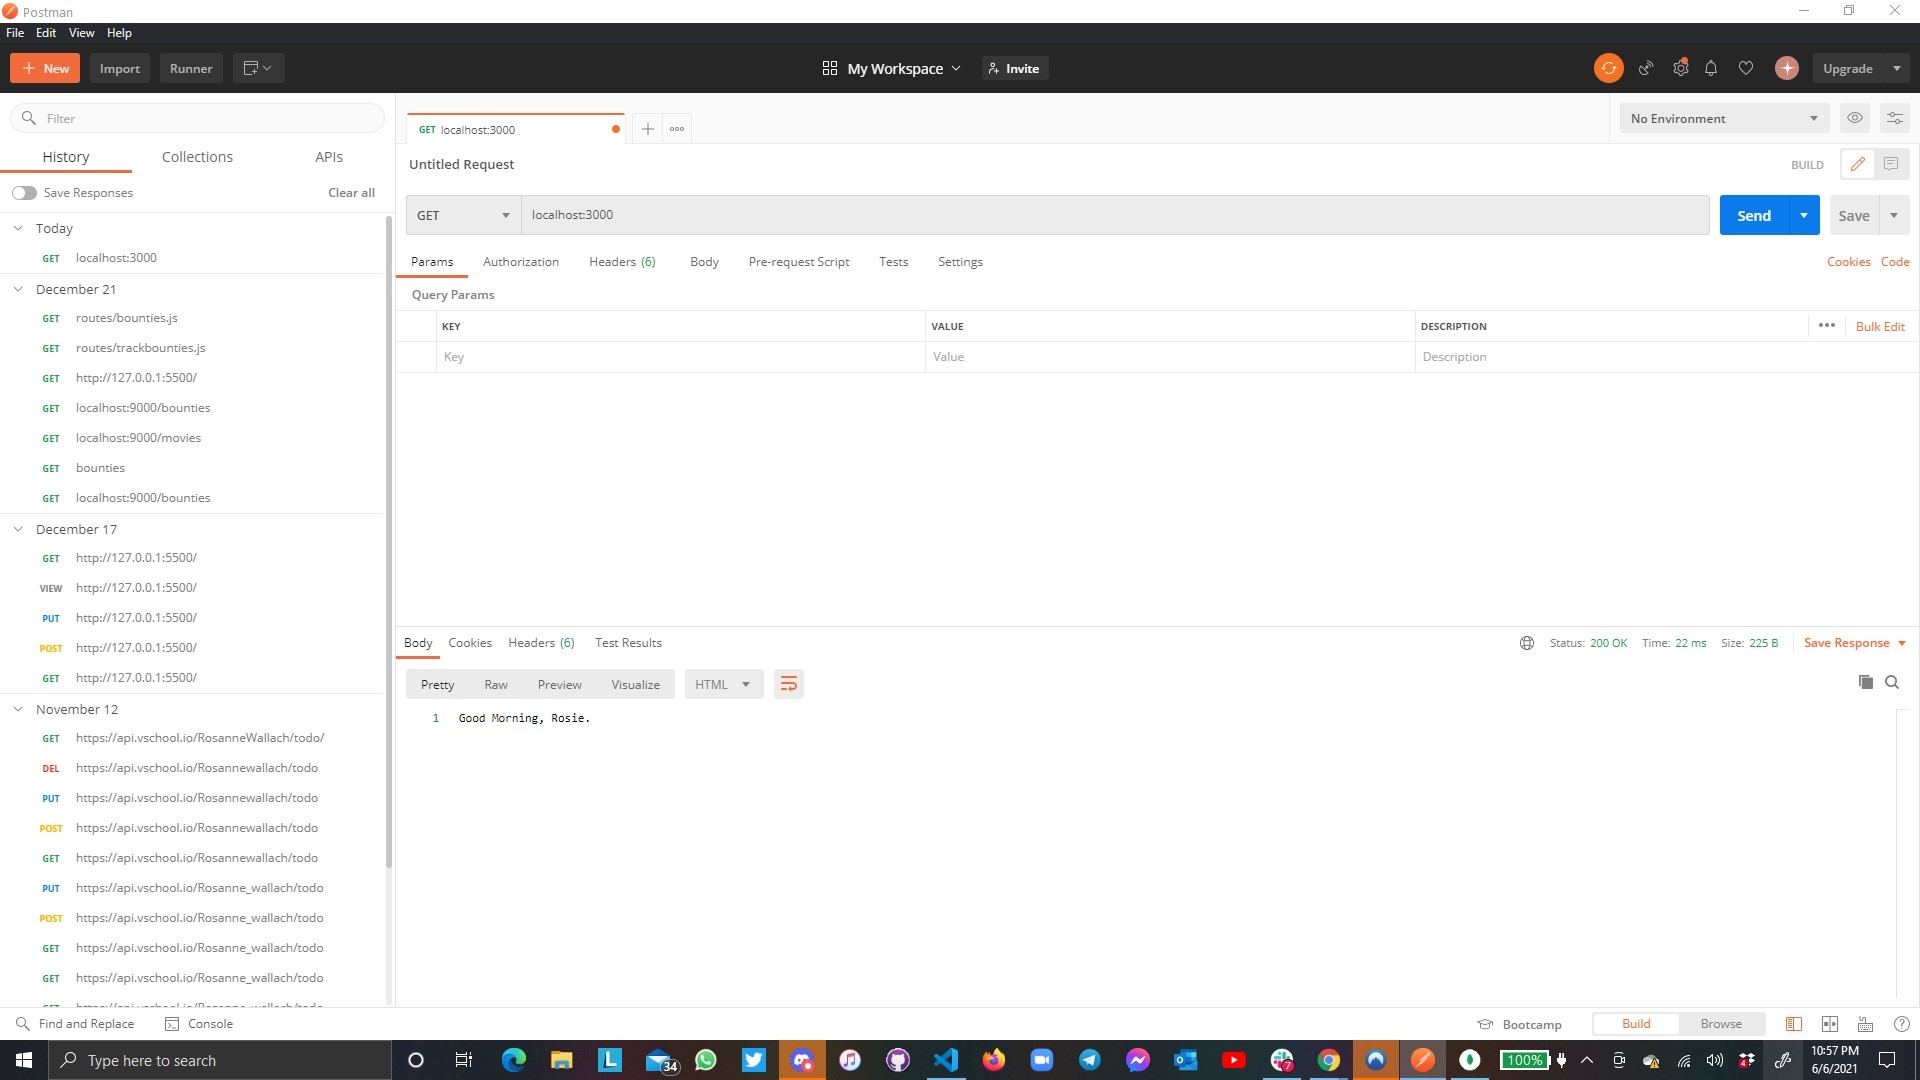 Postman
File Edit View Help
New Import Runner My Workspace Invite Upgrade
Filter
History Collections APIs
Save Responses Clear all
Today
GET localhost:3000
December 21
GET routes/bounties.js
GET routes/trackbounties.js
GET http://127.0.0.1:5500/
GET localhost:9000/bounties
GET localhost:9000/movies
GET bounties
GET localhost:9000/bounties
December 17
GET http://127.0.0.1:5500/
VIEW http://127.0.0.1:5500/
PUT http://127.0.0.1:5500/
POST http://127.0.0.1:5500/
GET http://127.0.0.1:5500/
November 12
GET https://api.vschool.io/RosanneWallach/todo/
DEL https://api.vschool.io/Rosannewallach/todo
PUT https://api.vschool.io/Rosannewallach/todo
POST https://api.vschool.io/Rosannewallach/todo
GET https://api.vschool.io/Rosannewallach/todo
PUT https://api.vschool.io/Rosanne_wallach/todo
POST https://api.vschool.io/Rosanne_wallach/todo
GET https://api.vschool.io/Rosanne_wallach/todo
GET https://api.vschool.io/Rosanne_wallach/todo
GET localhost:3000
No Environment
Untitled Request
BUILD
GET localhost:3000 Send Save
Params Authorization Headers (6) Body Pre-request Script Tests Settings Cookies Code
Query Params
KEY VALUE DESCRIPTION Bulk Edit
Key Value Description
Body Cookies Headers (6) Test Results Status: 200 OK Time: 22 ms Size: 225 B Save Response
Pretty Raw Preview Visualize HTML
1 Good Morning, Rosie.
Find and Replace Console Bootcamp Build Browse
Type here to search
34
7
100%
10:57 PM
6/6/2021